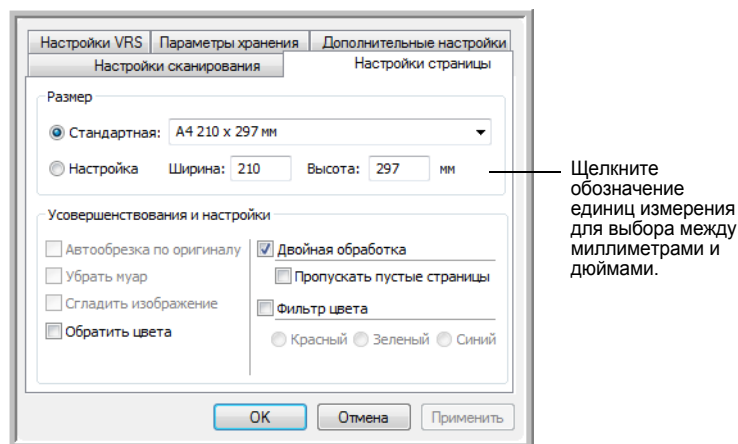 Настройки VRS Параметры хранения Дополнительные настройки
Настройки сканирования Настройки страницы
Размер
Стандартная: A4 210 x 297 мм
Настройка Ширина: 210 Высота: 297 мм
Щелкните
обозначение
единиц измерения
для выбора между
миллиметрами и
дюймами.
Усовершенствования и настройки
Автообрезка по оригиналу
Убрать муар
Сгладить изображение
Обратить цвета
Двойная обработка
Пропускать пустые страницы
Фильтр цвета
Красный Зеленый Синий
OK Отмена Применить